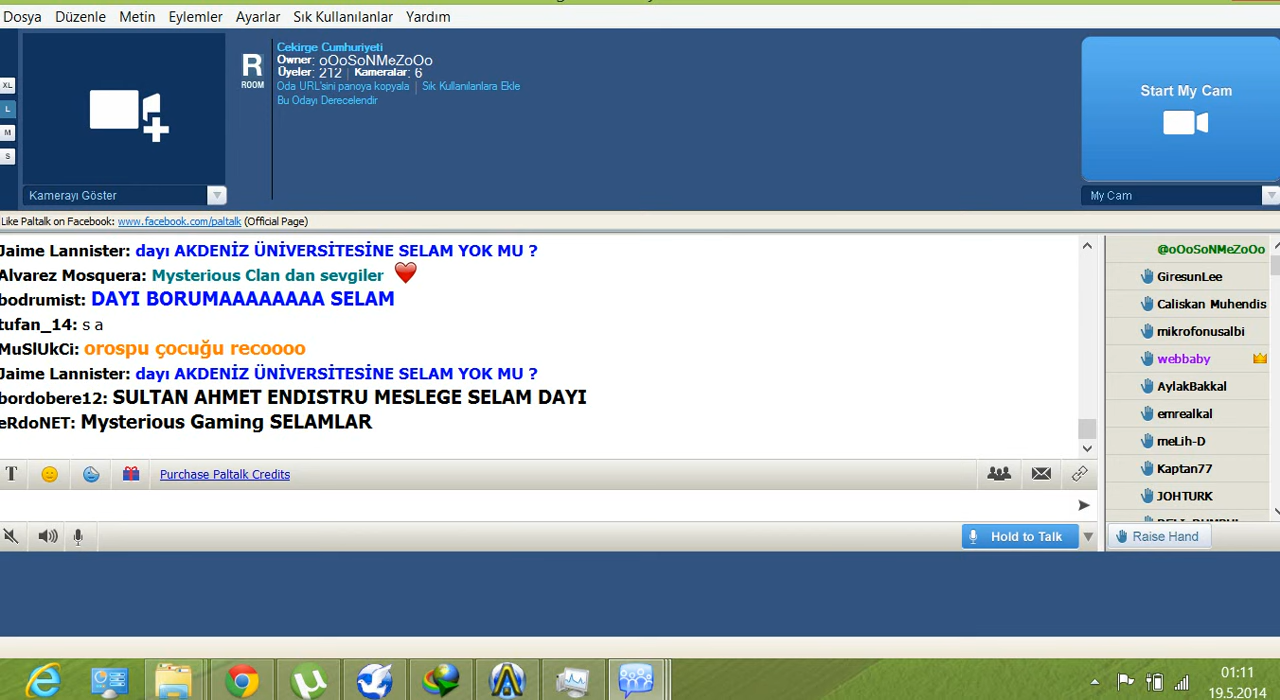 Dosya Düzenle Metin Eylemler Ayarlar Sık Kullanılanlar Yardım
XL
L
M
S
R
ROOM
Cekirge Cumhuriyeti
Owner: oOoSoNMeZoOo
Üyeler: 212 | Kameralar: 6
Oda URL'sini panoya kopyala | Sık Kullanılanlara Ekle
Bu Odayı Derecelendir
Start My Cam
Kamerayı Göster
My Cam
Like Paltalk on Facebook: www.facebook.com/paltalk (Official Page)
Jaime Lannister: dayı AKDENİZ ÜNİVERSİTESİNE SELAM YOK MU ?
Alvarez Mosquera: Mysterious Clan dan sevgiler
bodrumist: DAYI BORUMAAAAAAAA SELAM
tufan_14: s a
MuSlUkCi: orospu çocuğu recoooo
Jaime Lannister: dayı AKDENİZ ÜNİVERSİTESİNE SELAM YOK MU ?
bordobere12: SULTAN AHMET ENDISTRU MESLEGE SELAM DAYI
eRdoNET: Mysterious Gaming SELAMLAR
@oOoSoNMeZoOo
GiresunLee
Caliskan Muhendis
mikrofonusalbi
webbaby
AylakBakkal
emrealkal
meLih-D
Kaptan77
JOHTURK
T Purchase Paltalk Credits
Hold to Talk
Raise Hand
01:11
19.5.2014